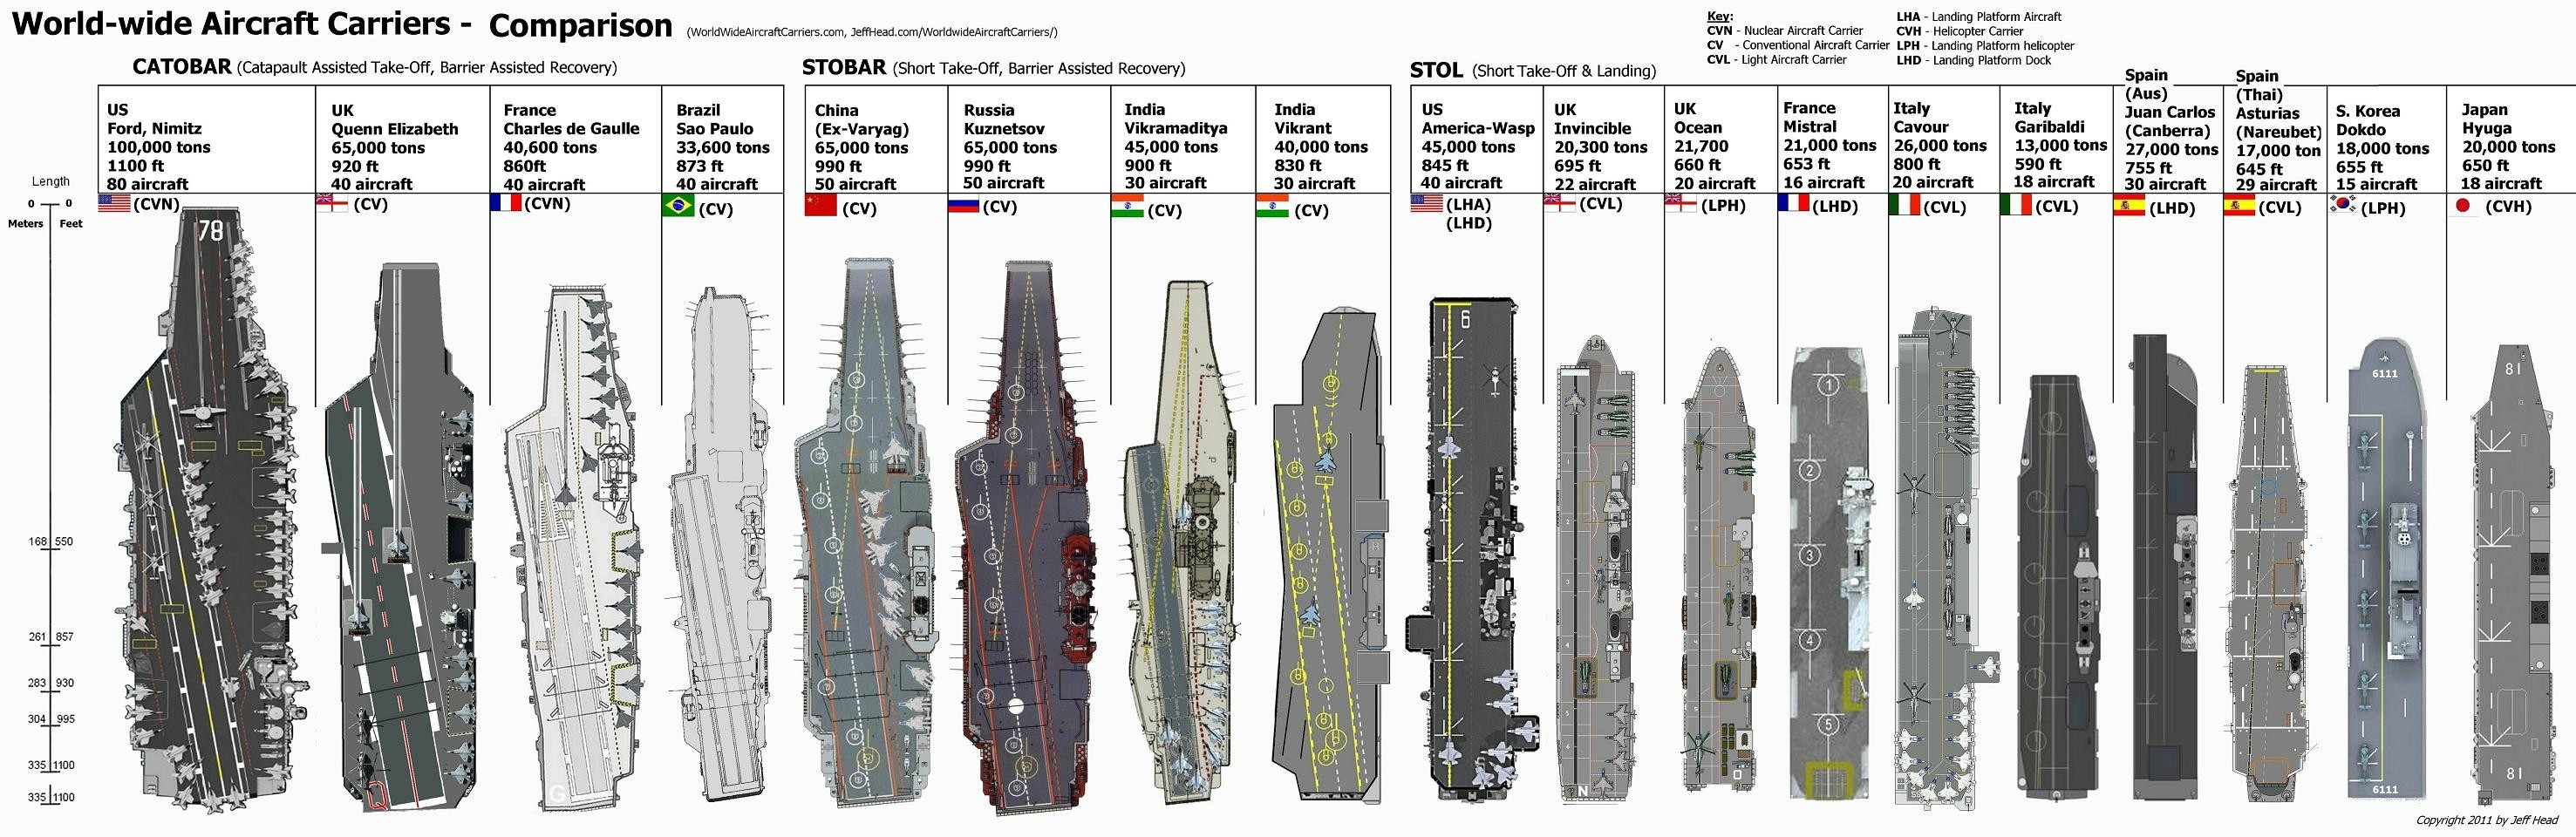 World-wide Aircraft Carriers - Comparison (WorldWideAircraftCarriers.com, JeffHead.com/WorldwideAircraftCarriers/)
Key:
CVN - Nuclear Aircraft Carrier
CV - Conventional Aircraft Carrier
CVL - Light Aircraft Carrier
LHA - Landing Platform Aircraft
CVH - Helicopter Carrier
LPH - Landing Platform helicopter
LHD - Landing Platform Dock
CATOBAR (Catapault Assisted Take-Off, Barrier Assisted Recovery)
US
Ford, Nimitz
100,000 tons
1100 ft
80 aircraft
(CVN)
UK
Quenn Elizabeth
65,000 tons
920 ft
40 aircraft
(CV)
France
Charles de Gaulle
40,600 tons
860ft
40 aircraft
(CVN)
Brazil
Sao Paulo
33,600 tons
873 ft
40 aircraft
(CV)
STOBAR (Short Take-Off, Barrier Assisted Recovery)
China
(Ex-Varyag)
65,000 tons
990 ft
50 aircraft
(CV)
Russia
Kuznetsov
65,000 tons
990 ft
50 aircraft
(CV)
India
Vikramaditya
45,000 tons
900 ft
30 aircraft
(CV)
India
Vikrant
40,000 tons
830 ft
30 aircraft
(CV)
STOL (Short Take-Off & Landing)
US
America-Wasp
45,000 tons
845 ft
40 aircraft
(LHA)
(LHD)
UK
Invincible
20,300 tons
695 ft
22 aircraft
(CVL)
UK
Ocean
21,700
660 ft
20 aircraft
(LPH)
France
Mistral
21,000 tons
653 ft
16 aircraft
(LHD)
Italy
Cavour
26,000 tons
800 ft
20 aircraft
(CVL)
Italy
Garibaldi
13,000 tons
590 ft
18 aircraft
(CVL)
Spain
(Aus)
Juan Carlos
(Canberra)
27,000 tons
755 ft
30 aircraft
(LHD)
Spain
(Thai)
Asturias
(Nareubet)
17,000 ton
645 ft
29 aircraft
(CVL)
S. Korea
Dokdo
18,000 tons
655 ft
15 aircraft
(LPH)
Japan
Hyuga
20,000 tons
650 ft
18 aircraft
(CVH)
Length
0 0
Meters Feet
168 550
261 857
283 930
304 995
335 1100
335 1100
78
G
6
N
1
2
3
4
5
6111
6111
81
81
Copyright 2011 by Jeff Head